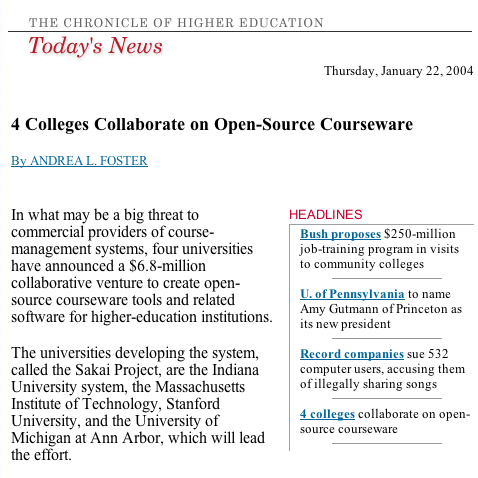 THE CHRONICLE OF HIGHER EDUCATION
Today's News
Thursday, January 22, 2004
4 Colleges Collaborate on Open-Source Courseware
By ANDREA L. FOSTER
In what may be a big threat to
commercial providers of course-
management systems, four universities
have announced a $6.8-million
collaborative venture to create open-
source courseware tools and related
software for higher-education institutions.
The universities developing the system,
called the Sakai Project, are the Indiana
University system, the Massachusetts
Institute of Technology, Stanford
University, and the University of
Michigan at Ann Arbor, which will lead
the effort.
HEADLINES
Bush proposes $250-million
job-training program in visits
to community colleges
U. of Pennsylvania to name
Amy Gutmann of Princeton as
its new president
Record companies sue 532
computer users, accusing them
of illegally sharing songs
4 colleges collaborate on open-
source courseware